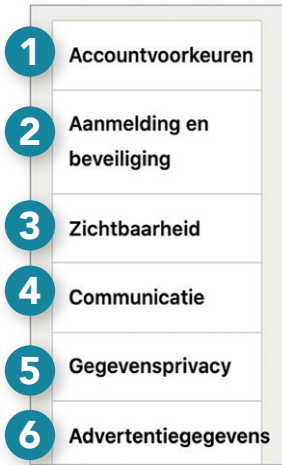 1 Accountvoorkeuren
2 Aanmelding en
beveiliging
3 Zichtbaarheid
4 Communicatie
5 Gegevensprivacy
6 Advertentiegegevens